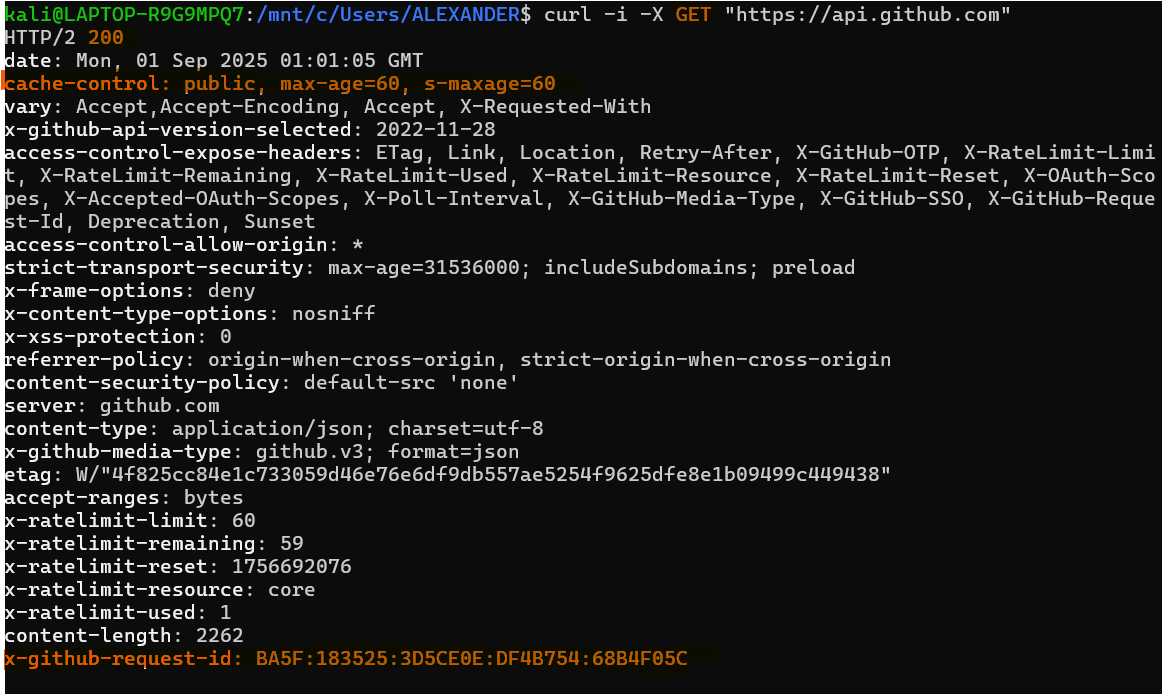 kali@LAPTOP-R9G9MPQ7:/mnt/c/Users/ALEXANDER$ curl -i -X GET "https://api.github.com"
HTTP/2 200
date: Mon, 01 Sep 2025 01:01:05 GMT
cache-control: public, max-age=60, s-maxage=60
vary: Accept,Accept-Encoding, Accept, X-Requested-With
x-github-api-version-selected: 2022-11-28
access-control-expose-headers: ETag, Link, Location, Retry-After, X-GitHub-OTP, X-RateLimit-Limi
t, X-RateLimit-Remaining, X-RateLimit-Used, X-RateLimit-Resource, X-RateLimit-Reset, X-OAuth-Sco
pes, X-Accepted-OAuth-Scopes, X-Poll-Interval, X-GitHub-Media-Type, X-GitHub-SSO, X-GitHub-Reque
st-Id, Deprecation, Sunset
access-control-allow-origin: *
strict-transport-security: max-age=31536000; includeSubdomains; preload
x-frame-options: deny
x-content-type-options: nosniff
x-xss-protection: 0
referrer-policy: origin-when-cross-origin, strict-origin-when-cross-origin
content-security-policy: default-src 'none'
server: github.com
content-type: application/json; charset=utf-8
x-github-media-type: github.v3; format=json
etag: W/"4f825cc84e1c733059d46e76e6df9db557ae5254f9625dfe8e1b09499c449438"
accept-ranges: bytes
x-ratelimit-limit: 60
x-ratelimit-remaining: 59
x-ratelimit-reset: 1756692076
x-ratelimit-resource: core
x-ratelimit-used: 1
content-length: 2262
x-github-request-id: BA5F:183525:3D5CE0E:DF4B754:68B4F05C